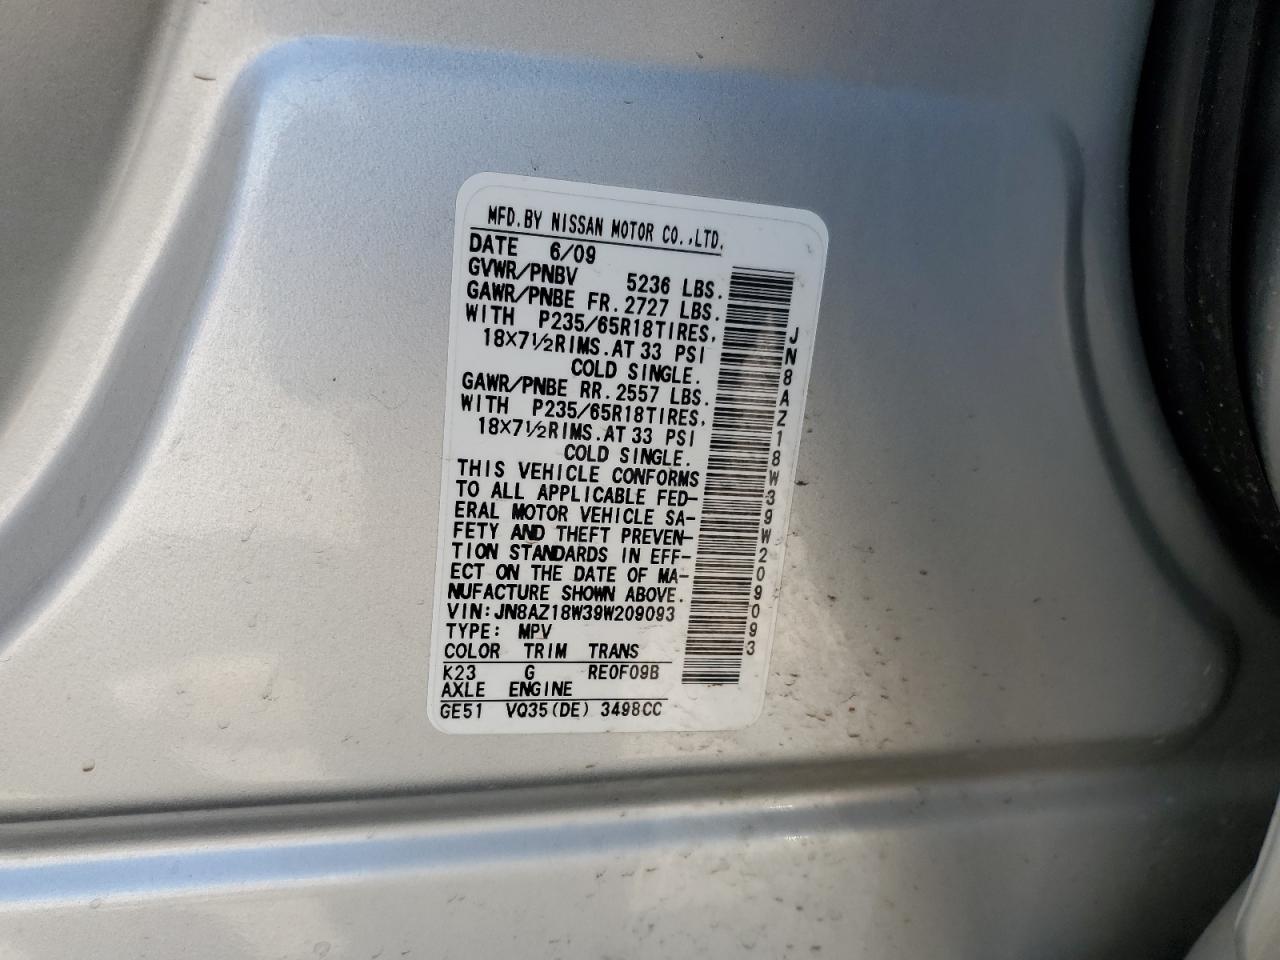 MFD. BY NISSAN MOTOR CO.,LTD.
DATE 6/09
GVWR/PNBV 5236 LBS.
GAWR/PNBE FR. 2727 LBS.
WITH P235/65R18TIRES,
18×7½RIMS. AT 33 PSI
COLD SINGLE.
GAWR/PNBE RR. 2557 LBS.
WITH P235/65R18TIRES,
18×7½RIMS. AT 33 PSI
COLD SINGLE.
THIS VEHICLE CONFORMS
TO ALL APPLICABLE FED-
ERAL MOTOR VEHICLE SA-
FETY AND THEFT PREVEN-
TION STANDARDS IN EFF-
ECT ON THE DATE OF MA-
NUFACTURE SHOWN ABOVE.
VIN: JN8AZ18W39W209093
TYPE: MPV
COLOR TRIM TRANS
K23 G RE0F09B
AXLE ENGINE
GE51 VQ35(DE) 3498CC
JN8AZ18W39W209093